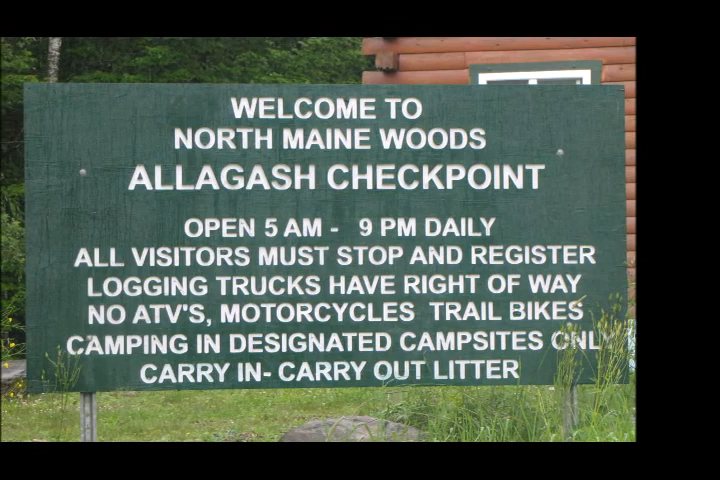 WELCOME TO
NORTH MAINE WOODS
ALLAGASH CHECKPOINT
OPEN 5 AM - 9 PM DAILY
ALL VISITORS MUST STOP AND REGISTER
LOGGING TRUCKS HAVE RIGHT OF WAY
NO ATV'S, MOTORCYCLES TRAIL BIKES
CAMPING IN DESIGNATED CAMPSITES ONLY
CARRY IN- CARRY OUT LITTER